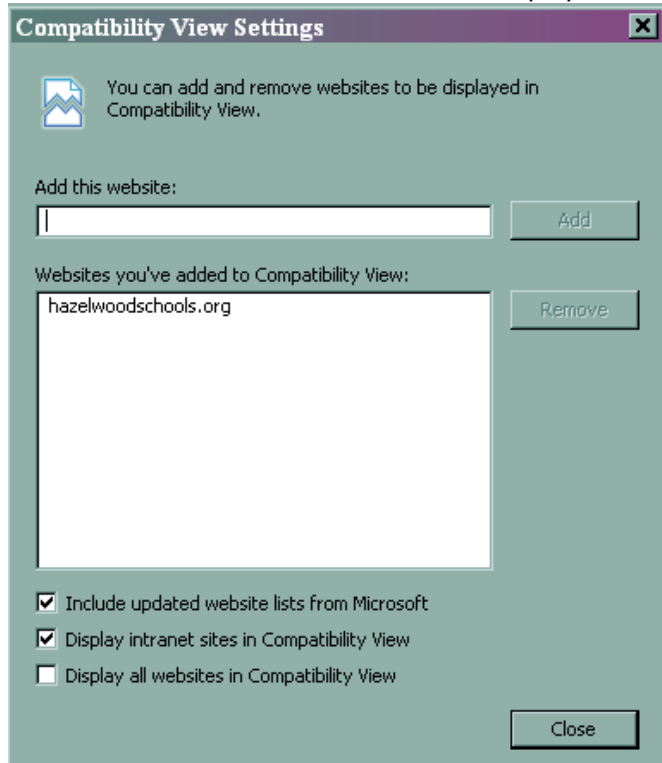 Compatibility View Settings
You can add and remove websites to be displayed in
Compatibility View.
Add this website:
Add
Websites you've added to Compatibility View:
hazelwoodschools.org
Remove
Include updated website lists from Microsoft
Display intranet sites in Compatibility View
Display all websites in Compatibility View
Close